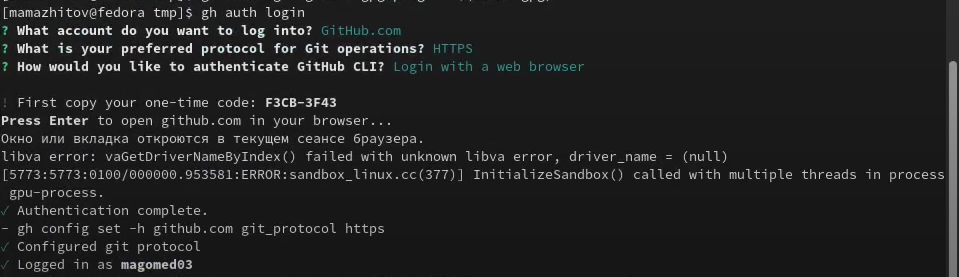 [mamazhitov@fedora tmp]$ gh auth login
? What account do you want to log into? GitHub.com
? What is your preferred protocol for Git operations? HTTPS
? How would you like to authenticate GitHub CLI? Login with a web browser
! First copy your one-time code: F3CB-3F43
Press Enter to open github.com in your browser...
Окно или вкладка откроются в текущем сеансе браузера.
libva error: vaGetDriverNameByIndex() failed with unknown libva error, driver_name = (null)
[5773:5773:0100/000000.953581:ERROR:sandbox_linux.cc(377)] InitializeSandbox() called with multiple threads in process
gpu-process.
✓ Authentication complete.
- gh config set -h github.com git_protocol https
✓ Configured git protocol
✓ Logged in as magomed03